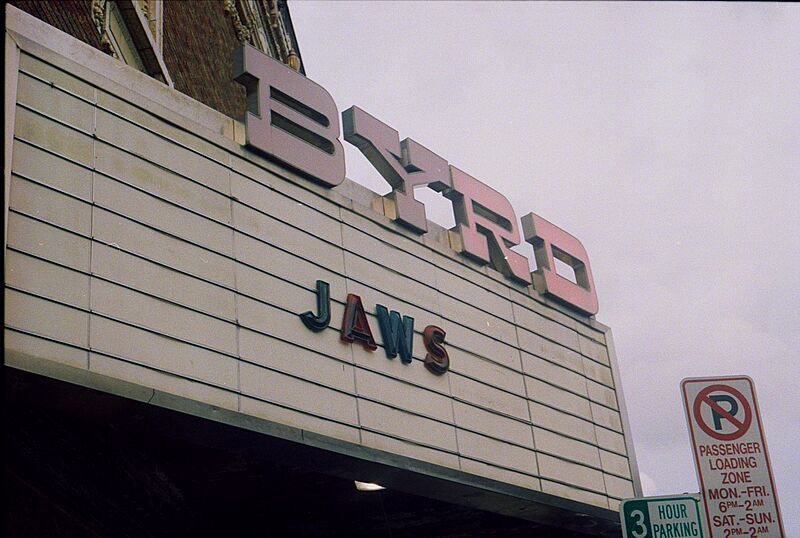 BYRD
JAWS
P
PASSENGER
LOADING
ZONE
MON.-FRI.
6PM-2AM
SAT.-SUN.
2PM-2AM
3 HOUR
PARKING